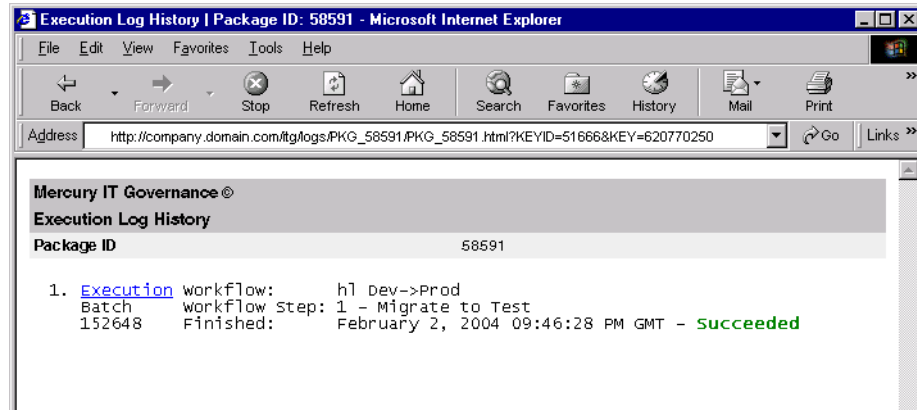 Execution Log History | Package ID: 58591 - Microsoft Internet Explorer
File Edit View Favorites Tools Help
Back Forward Stop Refresh Home Search Favorites History Mail Print »
Address http://company.domain.com/itg/logs/PKG_58591/PKG_58591.html?KEYID=51666&KEY=620770250 Go Links »
Mercury IT Governance ©
Execution Log History
Package ID 58591
1. Execution Workflow: hl Dev->Prod
Batch Workflow Step: 1 - Migrate to Test
152648 Finished: February 2, 2004 09:46:28 PM GMT - Succeeded